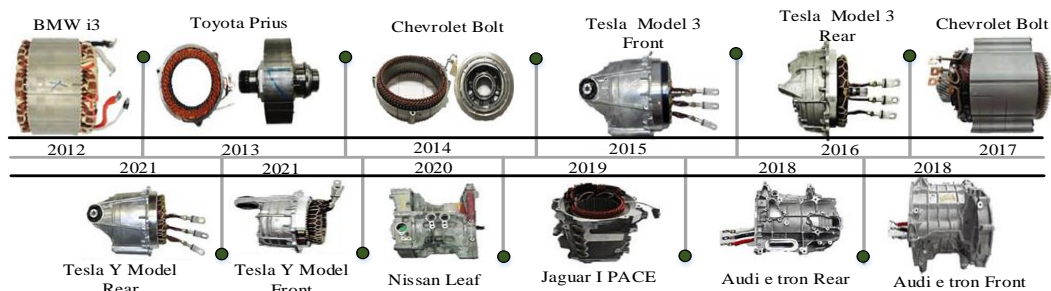 BMW i3
Toyota Prius
Chevrolet Bolt
Tesla Model 3
Front
Tesla Model 3
Rear
Chevrolet Bolt
2012
2013
2014
2015
2016
2017
2021
2021
2020
2019
2018
2018
Tesla Y Model
Rear
Tesla Y Model
Front
Nissan Leaf
Jaguar I PACE
Audi e tron Rear
Audi e tron Front